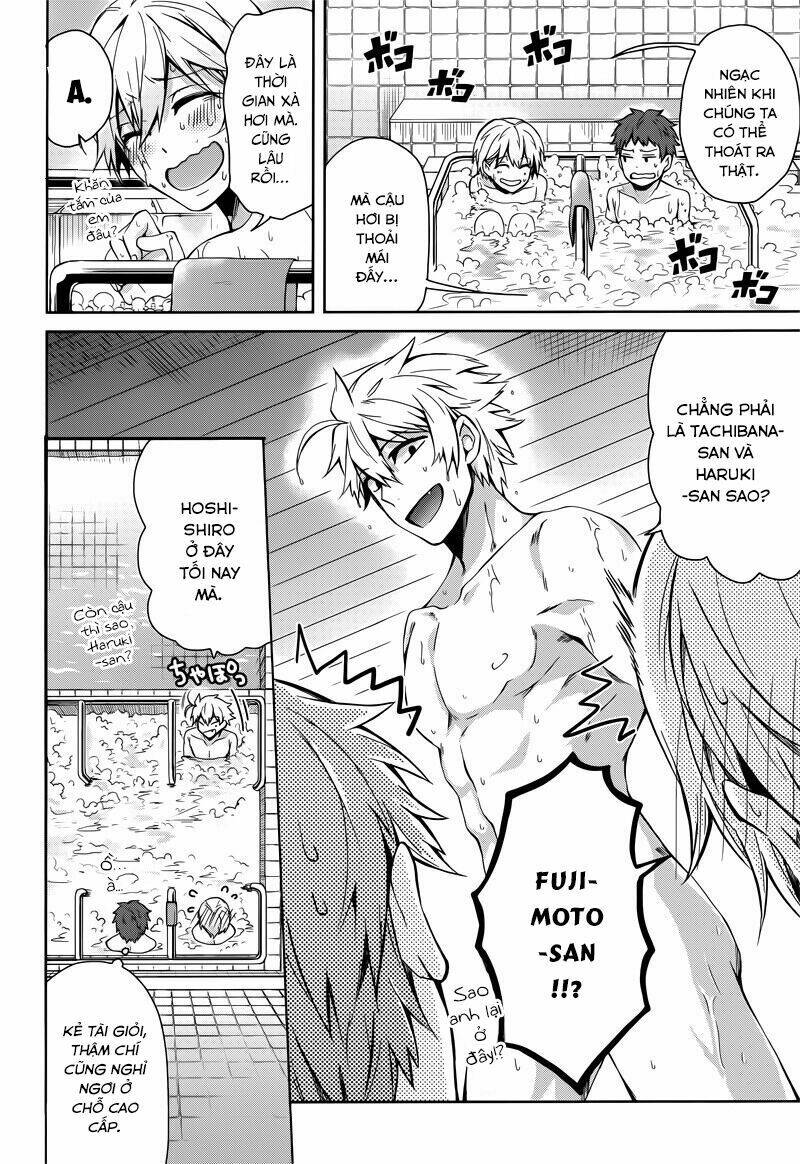 NGẠC
NHIÊN KHI
CHÚNG TA
CÓ THỂ
THOÁT RA
THẬT.
ボコ
ボコ
ボコ
ボコ
MÀ CẬU
HƠI BỊ
THOẢI
MÁI
ĐẤY...
ĐÂY LÀ
THỜI
GIAN XẢ
HƠI MÀ.
CŨNG
LÂU
RỒI...
A.
Khăn
tắm của
em
đâu?
CHẲNG PHẢI
LÀ TACHIBANA-
SAN VÀ
HARUKI
-SAN SAO?
FUJI-
MOTO
-SAN
!!?
Sao
anh lại
ở
đây!?
HOSHI-
SHIRO
Ở ĐÂY
TỐI NAY
MÀ.
Còn cậu
thì sao,
Haruki
-san?
ちゃぽっ
Ồ...
à...
KẺ TÀI GIỎI,
THẬM CHÍ
CŨNG NGHỈ
NGƠI Ở
CHỖ CAO
CẤP.